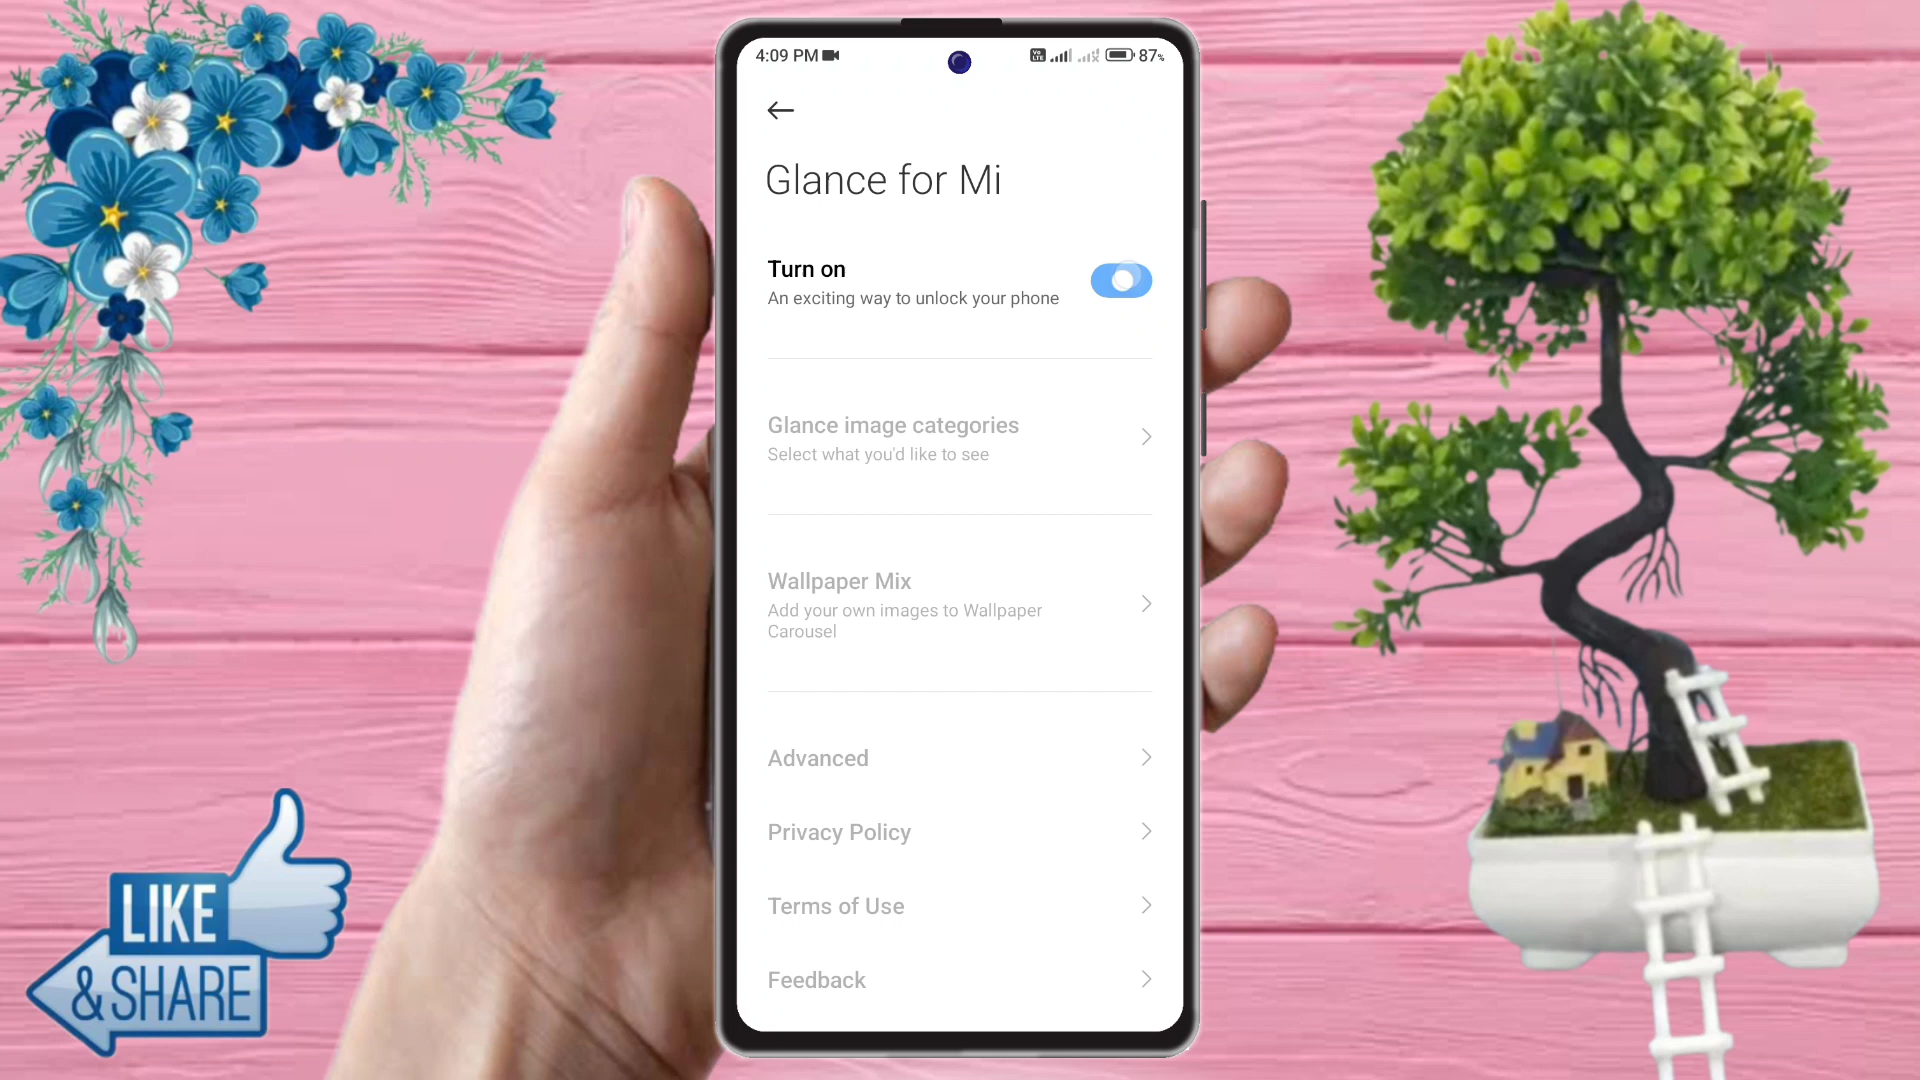 4:09 PM
Vo
LTE
87%
Glance for Mi
Turn on
An exciting way to unlock your phone
Glance image categories
Select what you'd like to see
Wallpaper Mix
Add your own images to Wallpaper
Carousel
Advanced
Privacy Policy
Terms of Use
Feedback
LIKE
& SHARE